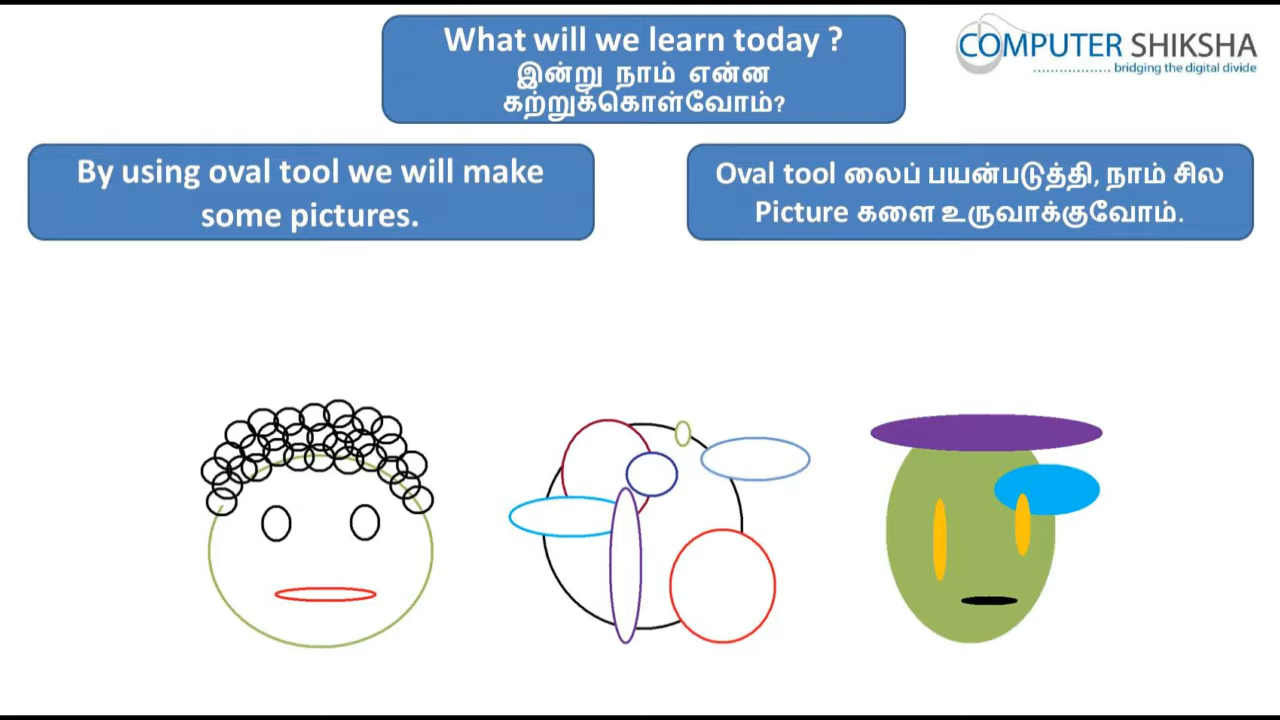 What will we learn today ?
இன்று நாம் என்ன
கற்றுக்கொள்வோம்?
COMPUTER SHIKSHA
bridging the digital divide
By using oval tool we will make
some pictures.
Oval tool லைப் பயன்படுத்தி, நாம் சில
Picture களை உருவாக்குவோம்.